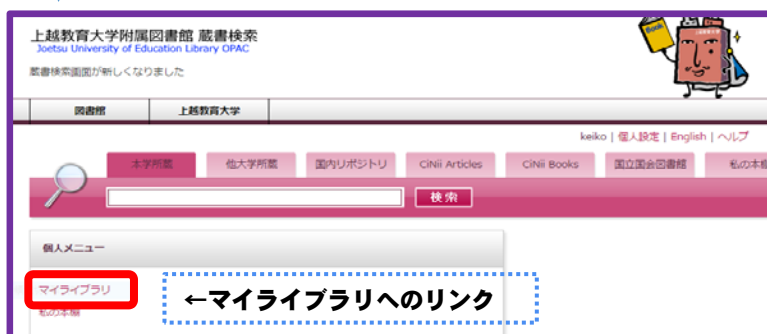 上越教育大学附属図書館 蔵書検索
Joetsu University of Education Library OPAC
蔵書検索画面が新しくなりました
Book
図書館 上越教育大学
keiko | 個人設定 | English | ヘルプ
本学所蔵 他大学所蔵 国内リポジトリ CiNii Articles CiNii Books 国立国会図書館 私の本棚
検索
個人メニュー
マイライブラリ
←マイライブラリへのリンク
私の本棚